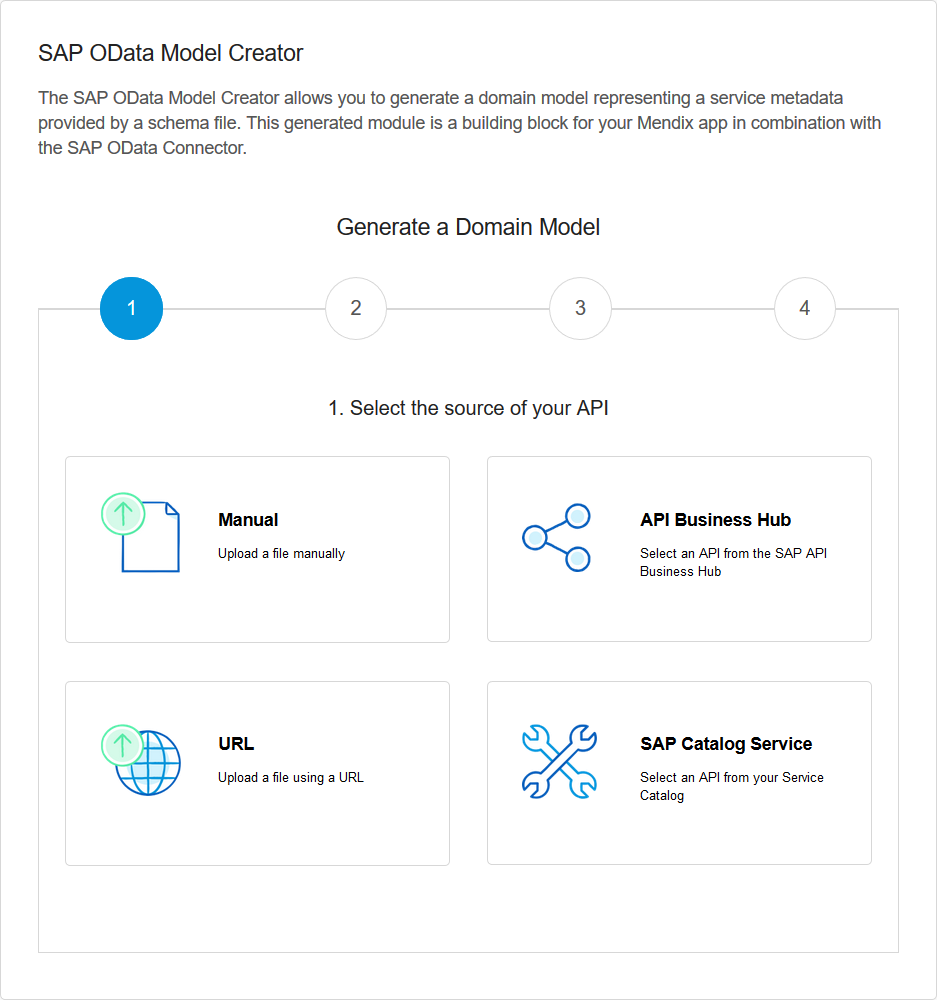 SAP OData Model Creator
The SAP OData Model Creator allows you to generate a domain model representing a service metadata
provided by a schema file. This generated module is a building block for your Mendix app in combination with
the SAP OData Connector.
Generate a Domain Model
1
2
3
4
1. Select the source of your API
Manual
Upload a file manually
API Business Hub
Select an API from the SAP API
Business Hub
URL
Upload a file using a URL
SAP Catalog Service
Select an API from your Service
Catalog